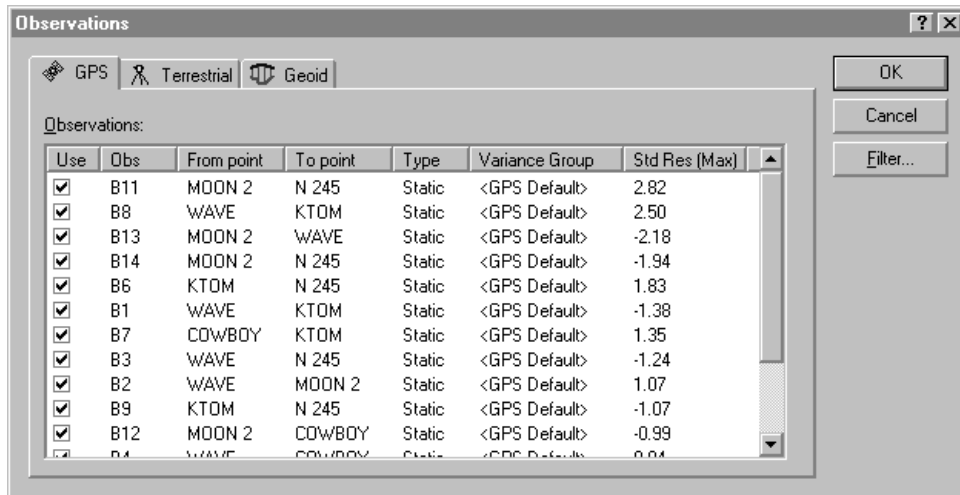 Observations
GPS Terrestrial Geoid
OK
Cancel
Filter...
Observations:
Use Obs From point To point Type Variance Group Std Res (Max)
B11 MOON 2 N 245 Static <GPS Default> 2.82
B8 WAVE KTOM Static <GPS Default> 2.50
B13 MOON 2 WAVE Static <GPS Default> -2.18
B14 MOON 2 N 245 Static <GPS Default> -1.94
B6 KTOM N 245 Static <GPS Default> 1.83
B1 WAVE KTOM Static <GPS Default> -1.38
B7 COWBOY KTOM Static <GPS Default> 1.35
B3 WAVE N 245 Static <GPS Default> -1.24
B2 WAVE MOON 2 Static <GPS Default> 1.07
B9 KTOM N 245 Static <GPS Default> -1.07
B12 MOON 2 COWBOY Static <GPS Default> -0.99
WAVE COWBOY Static <GPS Default>